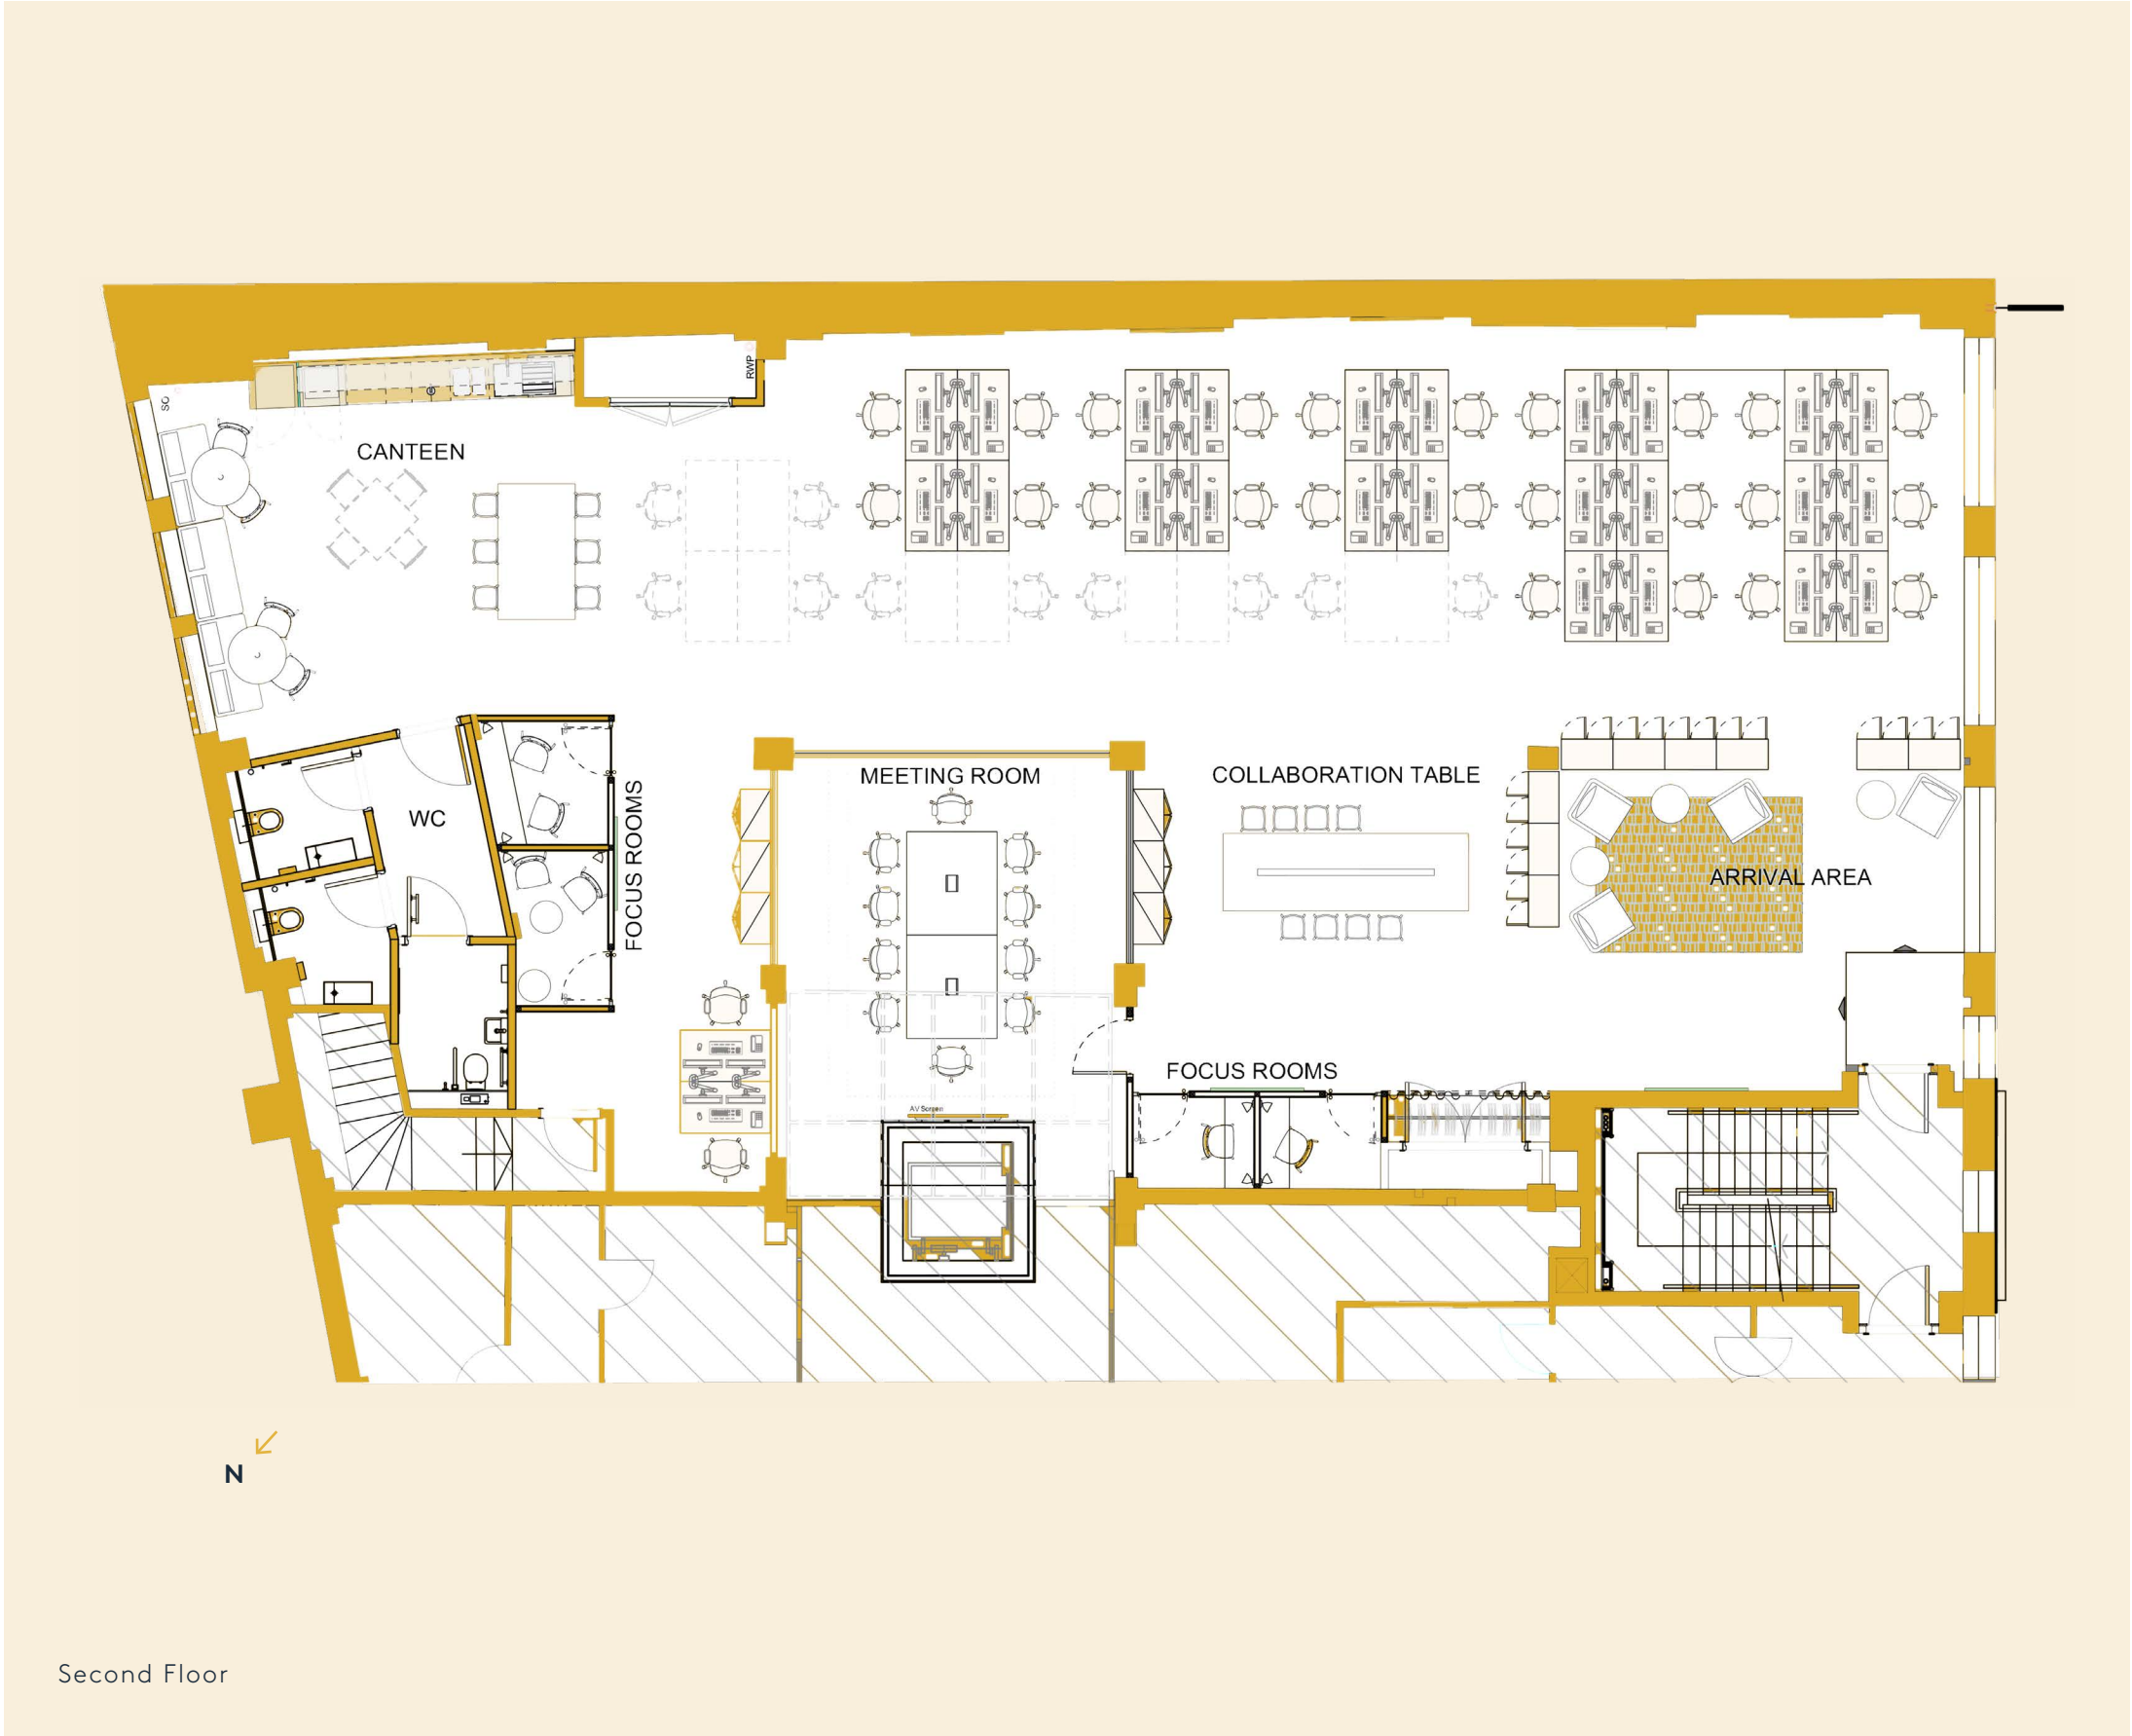 RWP
SC
CANTEEN
MEETING ROOM
COLLABORATION TABLE
WC
FOCUS ROOMS
ARRIVAL AREA
FOCUS ROOMS
AV Screen
N
Second Floor